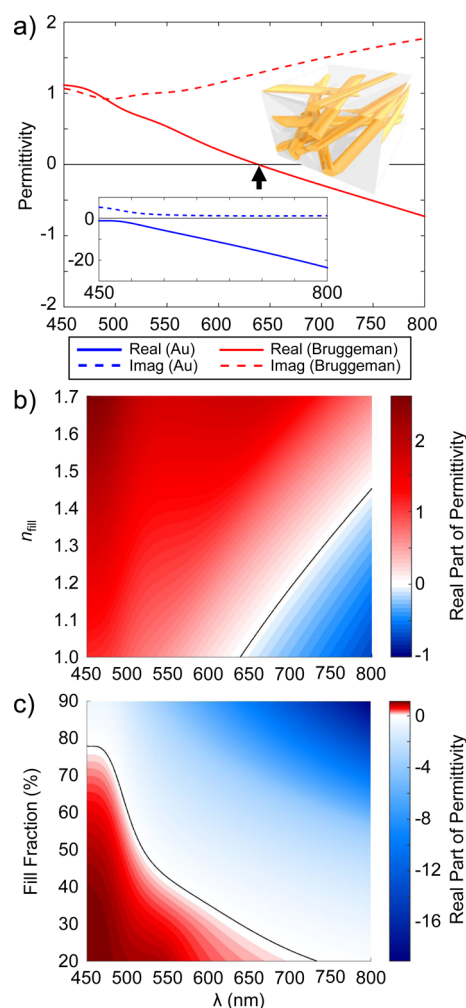 a)
2
1
0
-1
-2
Permittivity
0
-20
450
800
450 500 550 600 650 700 750 800
Real (Au) Real (Bruggeman)
Imag (Au) Imag (Bruggeman)
b)
1.7
1.6
1.5
1.4
1.3
1.2
1.1
1.0
nfill
450 500 550 600 650 700 750 800
2
1
0
-1
Real Part of Permittivity
c)
90
80
70
60
50
40
30
20
Fill Fraction (%)
450 500 550 600 650 700 750 800
λ (nm)
0
-4
-8
-12
-16
Real Part of Permittivity